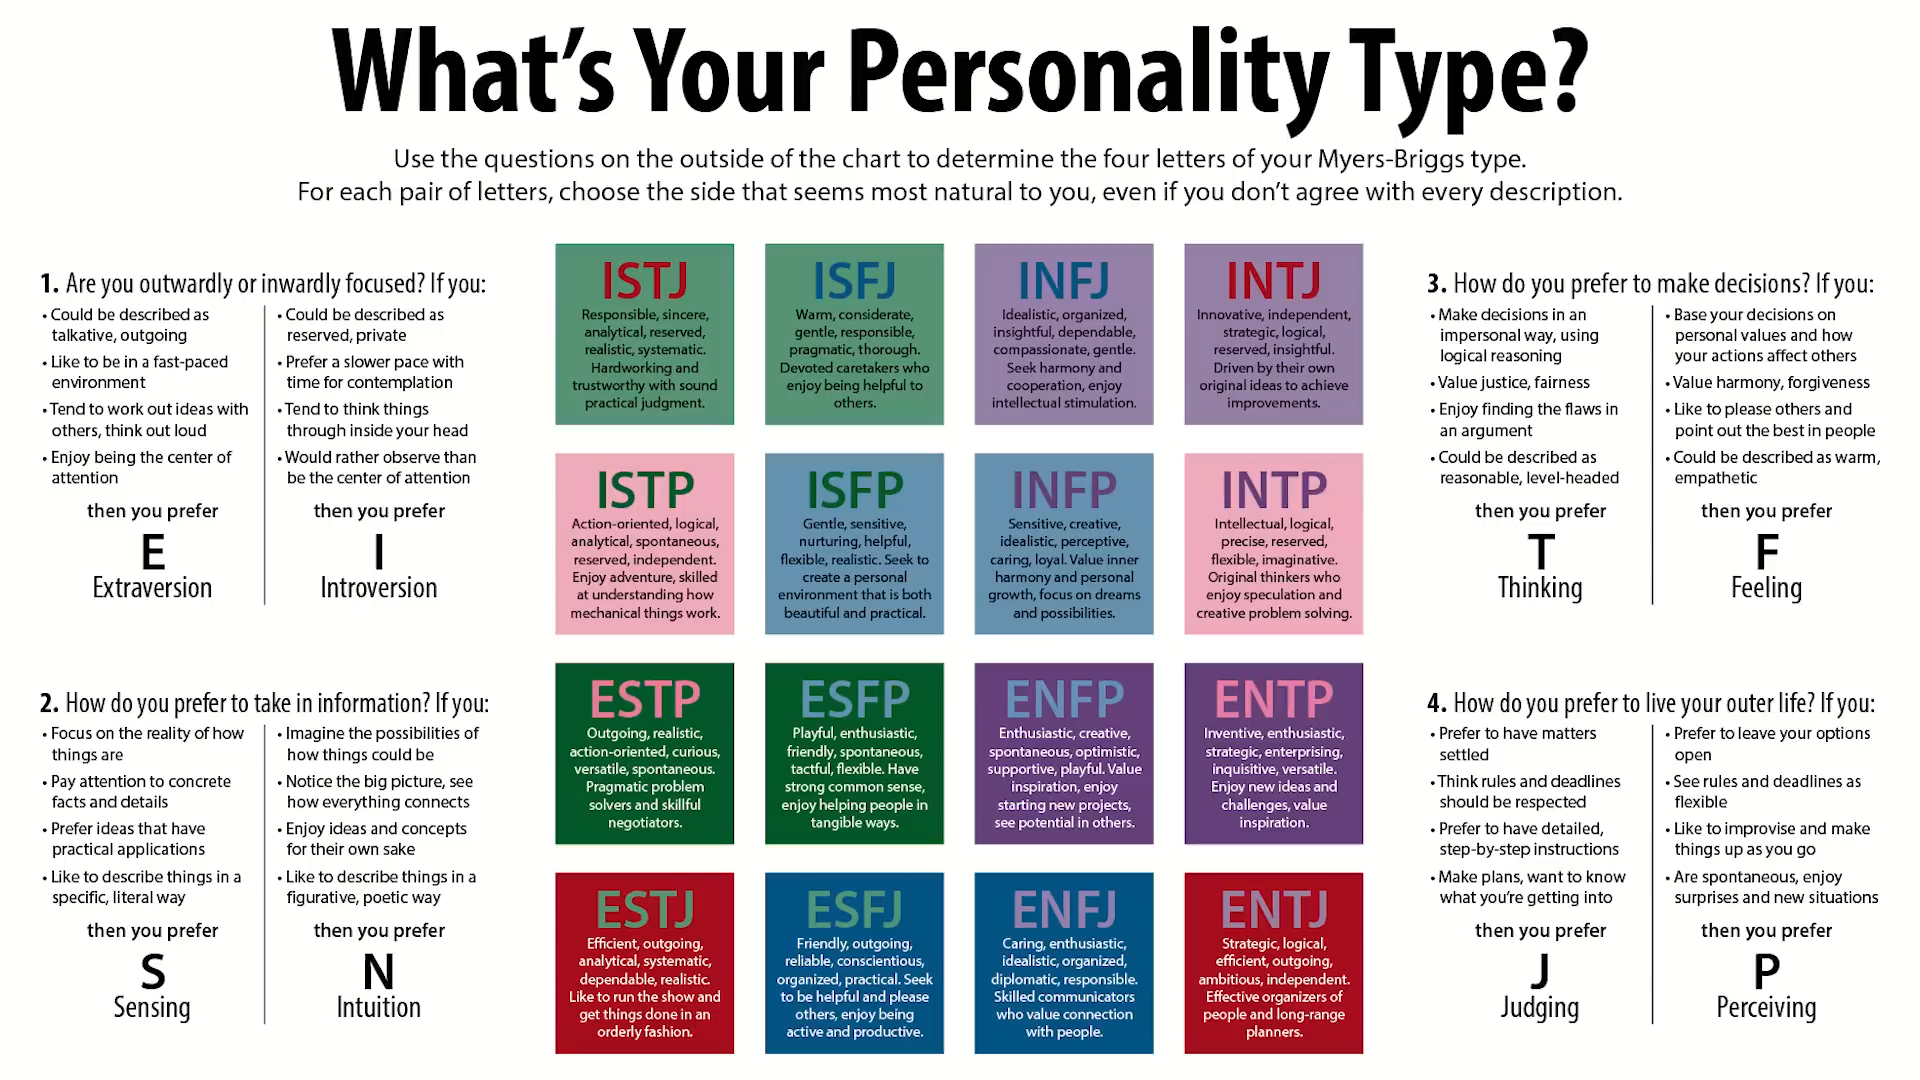 What's Your Personality Type?
Use the questions on the outside of the chart to determine the four letters of your Myers-Briggs type.
For each pair of letters, choose the side that seems most natural to you, even if you don't agree with every description.
1. Are you outwardly or inwardly focused? If you:
• Could be described as
talkative, outgoing
• Like to be in a fast-paced
environment
• Tend to work out ideas with
others, think out loud
• Enjoy being the center of
attention
then you prefer
E
Extraversion
• Could be described as
reserved, private
• Prefer a slower pace with
time for contemplation
• Tend to think things
through inside your head
• Would rather observe than
be the center of attention
then you prefer
I
Introversion
2. How do you prefer to take in information? If you:
• Focus on the reality of how
things are
• Pay attention to concrete
facts and details
• Prefer ideas that have
practical applications
• Like to describe things in a
specific, literal way
then you prefer
S
Sensing
• Imagine the possibilities of
how things could be
• Notice the big picture, see
how everything connects
• Enjoy ideas and concepts
for their own sake
• Like to describe things in a
figurative, poetic way
then you prefer
N
Intuition
ISTJ
Responsible, sincere,
analytical, reserved,
realistic, systematic.
Hardworking and
trustworthy with sound
practical judgment.
ISFJ
Warm, considerate,
gentle, responsible,
pragmatic, thorough.
Devoted caretakers who
enjoy being helpful to
others.
INFJ
Idealistic, organized,
insightful, dependable,
compassionate, gentle.
Seek harmony and
cooperation, enjoy
intellectual stimulation.
INTJ
Innovative, independent,
strategic, logical,
reserved, insightful.
Driven by their own
original ideas to achieve
improvements.
ISTP
Action-oriented, logical,
analytical, spontaneous,
reserved, independent.
Enjoy adventure, skilled
at understanding how
mechanical things work.
ISFP
Gentle, sensitive,
nurturing, helpful,
flexible, realistic. Seek to
create a personal
environment that is both
beautiful and practical.
INFP
Sensitive, creative,
idealistic, perceptive,
caring, loyal. Value inner
harmony and personal
growth, focus on dreams
and possibilities.
INTP
Intellectual, logical,
precise, reserved,
flexible, imaginative.
Original thinkers who
enjoy speculation and
creative problem solving.
ESTP
Outgoing, realistic,
action-oriented, curious,
versatile, spontaneous.
Pragmatic problem
solvers and skillful
negotiators.
ESFP
Playful, enthusiastic,
friendly, spontaneous,
tactful, flexible. Have
strong common sense,
enjoy helping people in
tangible ways.
ENFP
Enthusiastic, creative,
spontaneous, optimistic,
supportive, playful. Value
inspiration, enjoy
starting new projects,
see potential in others.
ENTP
Inventive, enthusiastic,
strategic, enterprising,
inquisitive, versatile.
Enjoy new ideas and
challenges, value
inspiration.
ESTJ
Efficient, outgoing,
analytical, systematic,
dependable, realistic.
Like to run the show and
get things done in an
orderly fashion.
ESFJ
Friendly, outgoing,
reliable, conscientious,
organized, practical. Seek
to be helpful and please
others, enjoy being
active and productive.
ENFJ
Caring, enthusiastic,
idealistic, organized,
diplomatic, responsible.
Skilled communicators
who value connection
with people.
ENTJ
Strategic, logical,
efficient, outgoing,
ambitious, independent.
Effective organizers of
people and long-range
planners.
3. How do you prefer to make decisions? If you:
• Make decisions in an
impersonal way, using
logical reasoning
• Value justice, fairness
• Enjoy finding the flaws in
an argument
• Could be described as
reasonable, level-headed
then you prefer
T
Thinking
• Base your decisions on
personal values and how
your actions affect others
• Value harmony, forgiveness
• Like to please others and
point out the best in people
• Could be described as warm,
empathetic
then you prefer
F
Feeling
4. How do you prefer to live your outer life? If you:
• Prefer to have matters
settled
• Think rules and deadlines
should be respected
• Prefer to have detailed,
step-by-step instructions
• Make plans, want to know
what you're getting into
then you prefer
J
Judging
• Prefer to leave your options
open
• See rules and deadlines as
flexible
• Like to improvise and make
things up as you go
• Are spontaneous, enjoy
surprises and new situations
then you prefer
P
Perceiving